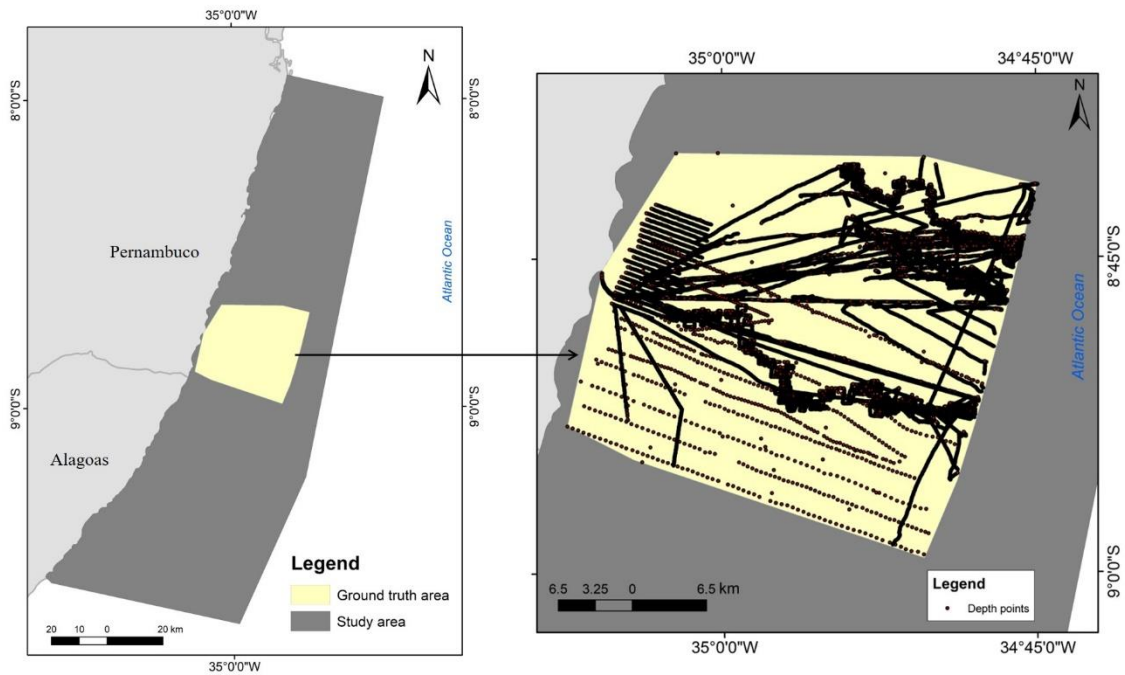 35°0'0"W
N
8°0'0"S
8°0'0"S
Pernambuco
Atlantic Ocean
9°0'0"S
9°0'0"S
Alagoas
Legend
Ground truth area
Study area
20 10 0 20 km
35°0'0"W
35°0'0"W 34°45'0"W
N
8°45'0"S
Atlantic Ocean
Legend
Depth points
6.5 3.25 0 6.5 km
9°0'0"S
35°0'0"W 34°45'0"W